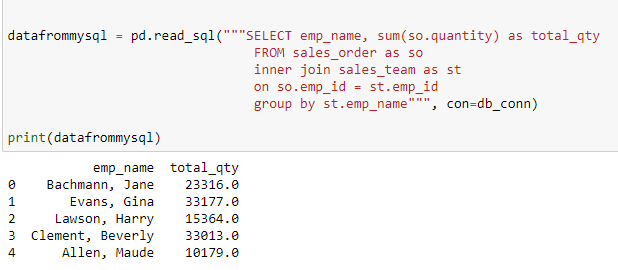 datafrommysql = pd.read_sql("""SELECT emp_name, sum(so.quantity) as total_qty
FROM sales_order as so
inner join sales_team as st
on so.emp_id = st.emp_id
group by st.emp_name""", con=db_conn)
print(datafrommysql)
emp_name total_qty
0 Bachmann, Jane 23316.0
1 Evans, Gina 33177.0
2 Lawson, Harry 15364.0
3 Clement, Beverly 33013.0
4 Allen, Maude 10179.0